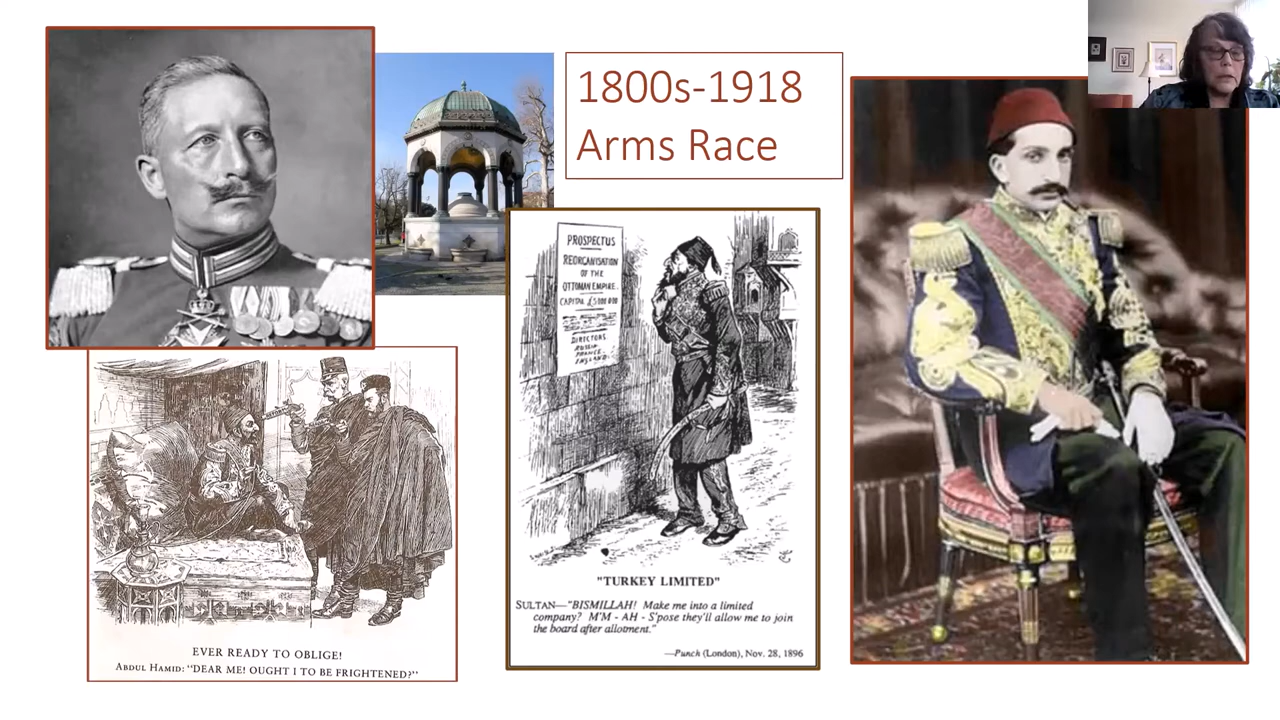 1800s-1918
Arms Race
PROSPECTUS
REORGANISATION
OF THE
OTTOMAN EMPIRE.
CAPITAL £5000000
DIRECTORS
RUSSIA
FRANCE
ENGLAND
"TURKEY LIMITED"
SULTAN—"BISMILLAH! Make me into a limited
company? M'M - AH - S'pose they'll allow me to join
the board after allotment."
—Punch (London), Nov. 28, 1896
EVER READY TO OBLIGE!
ABDUL HAMID: "DEAR ME! OUGHT I TO BE FRIGHTENED?"